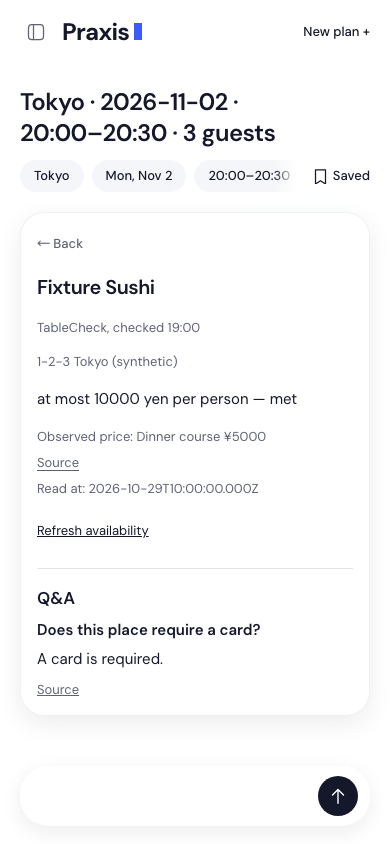 Praxis
New plan +
Tokyo · 2026-11-02 ·
20:00–20:30 · 3 guests
Tokyo
Mon, Nov 2
20:00–20:30
Saved
← Back
Fixture Sushi
TableCheck, checked 19:00
1-2-3 Tokyo (synthetic)
at most 10000 yen per person — met
Observed price: Dinner course ¥5000
Source
Read at: 2026-10-29T10:00:00.000Z
Refresh availability
Q&A
Does this place require a card?
A card is required.
Source